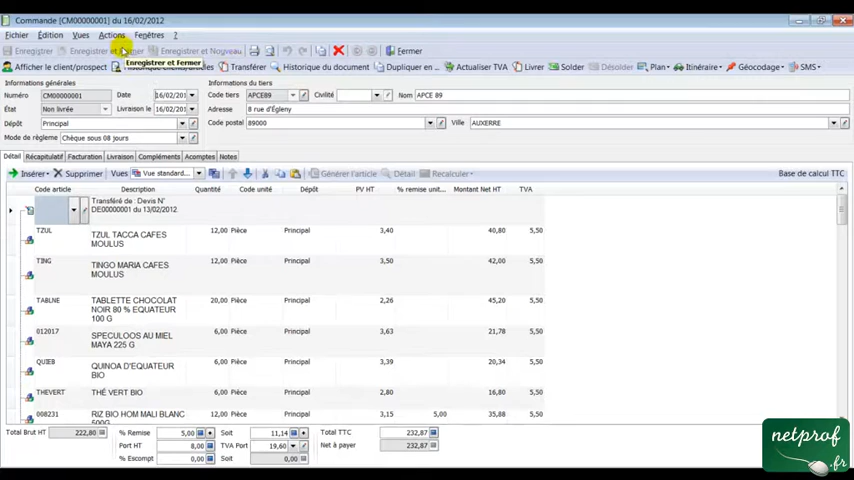 Commande [CM00000001] du 16/02/2012
Fichier Édition Vues Actions Fenêtres ?
Enregistrer Enregistrer et Fermer Enregistrer et Nouveau Fermer
Enregistrer et Fermer
Afficher le client/prospect Historique clients/articles Transférer Historique du document Dupliquer en ... Actualiser TVA Livrer Solder Désolder Plan Itinéraire Géocodage SMS
Informations générales Informations du tiers
Numéro CM00000001 Date 16/02/201 Code tiers APCE89 Civilité Nom APCE 89
État Non livrée Livraison le 16/02/201 Adresse 8 rue d'Égleny
Dépôt Principal Code postal 89000 Ville AUXERRE
Mode de règleme Chèque sous 08 jours
Détail Récapitulatif Facturation Livraison Compléments Acomptes Notes
Insérer Supprimer Vues Vue standard... Générer l'article Détail Recalculer Base de calcul TTC
Code article Description Quantité Code unité Dépôt PV HT % remise unit... Montant Net HT TVA
Transféré de : Devis N°
DE00000001 du 13/02/2012.
TZUL TZUL TACCA CAFES 12,00 Pièce Principal 3,40 40,80 5,50
MOULUS
TING TINGO MARIA CAFES 12,00 Pièce Principal 3,50 42,00 5,50
MOULUS
TABLNE TABLETTE CHOCOLAT 20,00 Pièce Principal 2,26 45,20 5,50
NOIR 80 % EQUATEUR
100 G
012017 SPECULOOS AU MIEL 6,00 Pièce Principal 3,63 21,78 5,50
MAYA 225 G
QUIEB QUINOA D'EQUATEUR 6,00 Pièce Principal 3,39 20,34 5,50
BIO
THEVERT THÉ VERT BIO 6,00 Pièce Principal 2,80 16,80 5,50
008231 RIZ BIO HOM MALI BLANC 12,00 Pièce Principal 3,15 5,00 35,88 5,50
500G
Total Brut HT 222,80 % Remise 5,00 Soit 11,14 Total TTC 232,87
Port HT 8,00 TVA Port 19,60 Net à payer 232,87
% Escompt 0,00 Soit 0,00
netprof
.fr